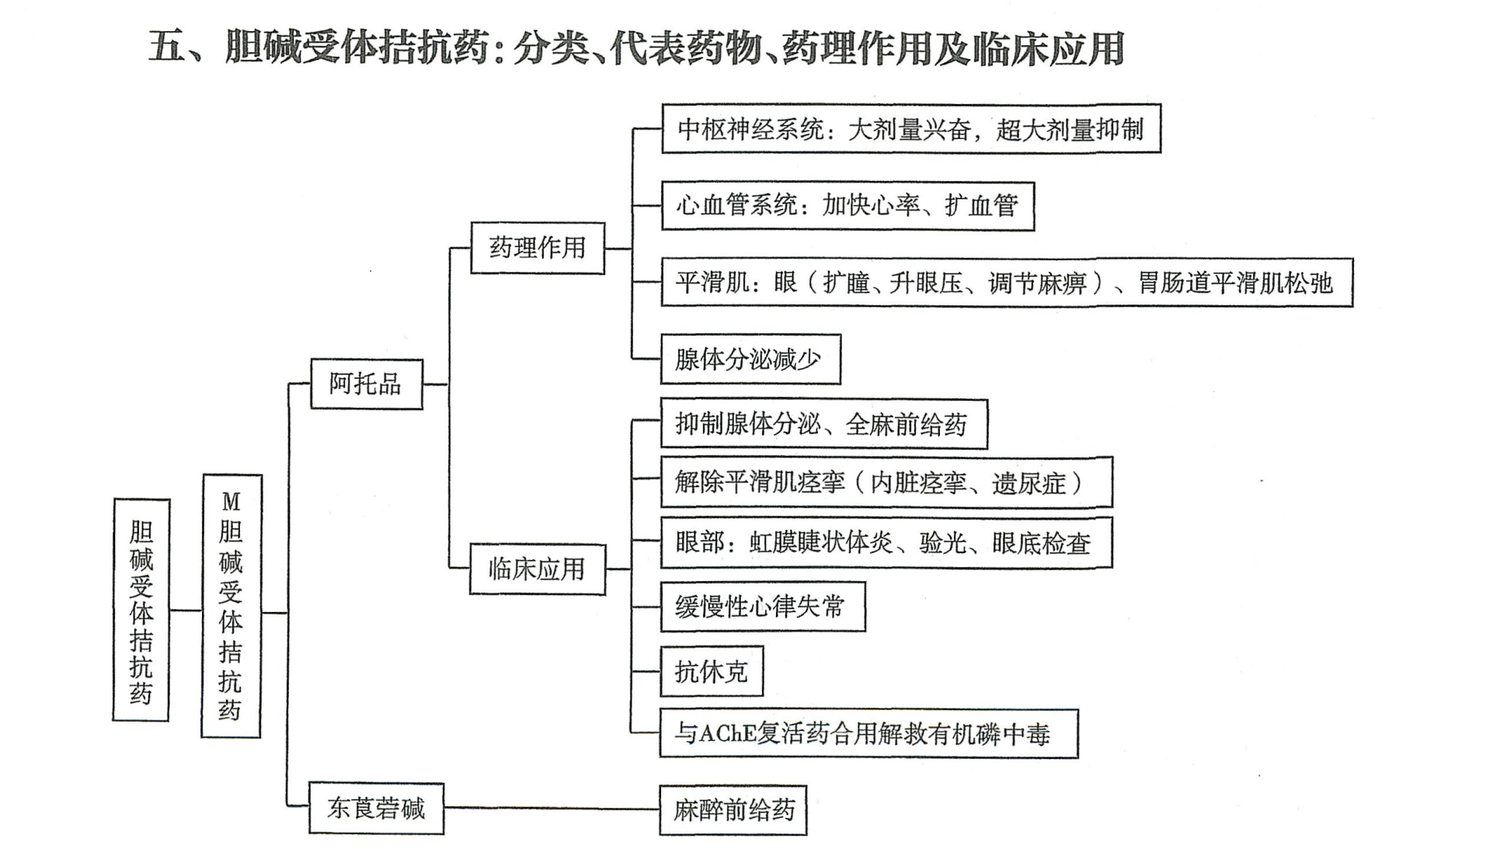 五、胆碱受体拮抗药：分类、代表药物、药理作用及临床应用
中枢神经系统：大剂量兴奋，超大剂量抑制
心血管系统：加快心率、扩血管
药理作用
平滑肌：眼（扩瞳、升眼压、调节麻痹）、胃肠道平滑肌松弛
腺体分泌减少
阿托品
抑制腺体分泌、全麻前给药
解除平滑肌痉挛（内脏痉挛、遗尿症）
眼部：虹膜睫状体炎、验光、眼底检查
临床应用
缓慢性心律失常
抗休克
与AChE复活药合用解救有机磷中毒
胆碱受体拮抗药
M胆碱受体拮抗药
东莨菪碱
麻醉前给药